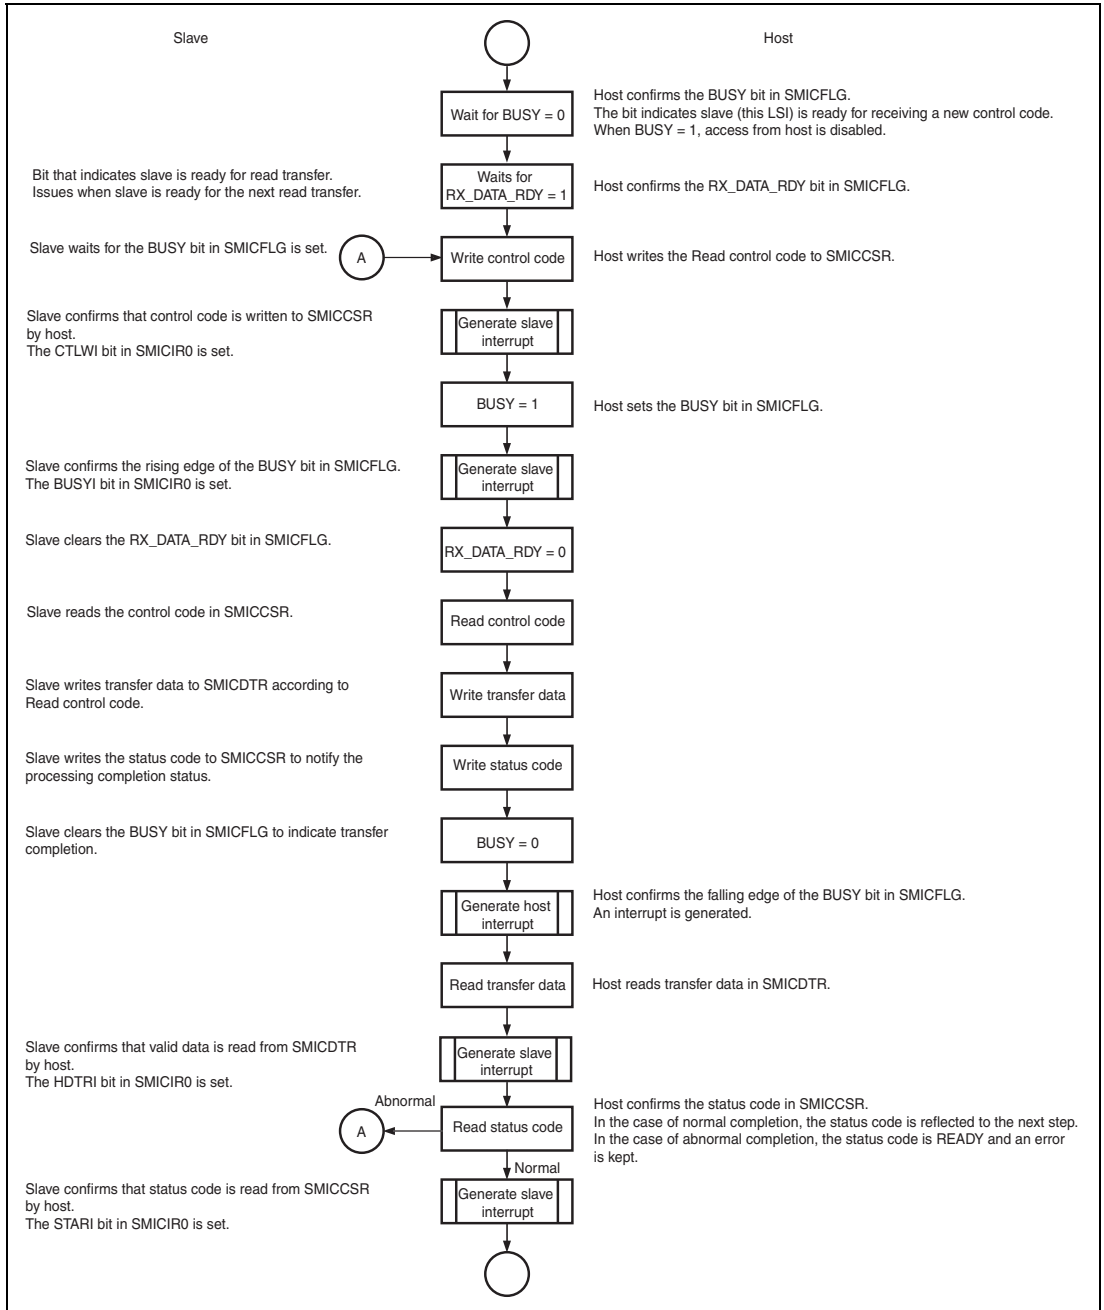 Slave
Host
Wait for BUSY = 0
Host confirms the BUSY bit in SMICFLG.
The bit indicates slave (this LSI) is ready for receiving a new control code.
When BUSY = 1, access from host is disabled.
Bit that indicates slave is ready for read transfer.
Issues when slave is ready for the next read transfer.
Waits for
RX_DATA_RDY = 1
Host confirms the RX_DATA_RDY bit in SMICFLG.
Slave waits for the BUSY bit in SMICFLG is set.
A
Write control code
Host writes the Read control code to SMICCSR.
Slave confirms that control code is written to SMICCSR
by host.
The CTLWI bit in SMICIR0 is set.
Generate slave
interrupt
BUSY = 1
Host sets the BUSY bit in SMICFLG.
Slave confirms the rising edge of the BUSY bit in SMICFLG.
The BUSYI bit in SMICIR0 is set.
Generate slave
interrupt
Slave clears the RX_DATA_RDY bit in SMICFLG.
RX_DATA_RDY = 0
Slave reads the control code in SMICCSR.
Read control code
Slave writes transfer data to SMICDTR according to
Read control code.
Write transfer data
Slave writes the status code to SMICCSR to notify the
processing completion status.
Write status code
Slave clears the BUSY bit in SMICFLG to indicate transfer
completion.
BUSY = 0
Generate host
interrupt
Host confirms the falling edge of the BUSY bit in SMICFLG.
An interrupt is generated.
Read transfer data
Host reads transfer data in SMICDTR.
Slave confirms that valid data is read from SMICDTR
by host.
The HDTRI bit in SMICIR0 is set.
Generate slave
interrupt
Abnormal
A
Read status code
Host confirms the status code in SMICCSR.
In the case of normal completion, the status code is reflected to the next step.
In the case of abnormal completion, the status code is READY and an error
is kept.
Normal
Slave confirms that status code is read from SMICCSR
by host.
The STARI bit in SMICIR0 is set.
Generate slave
interrupt